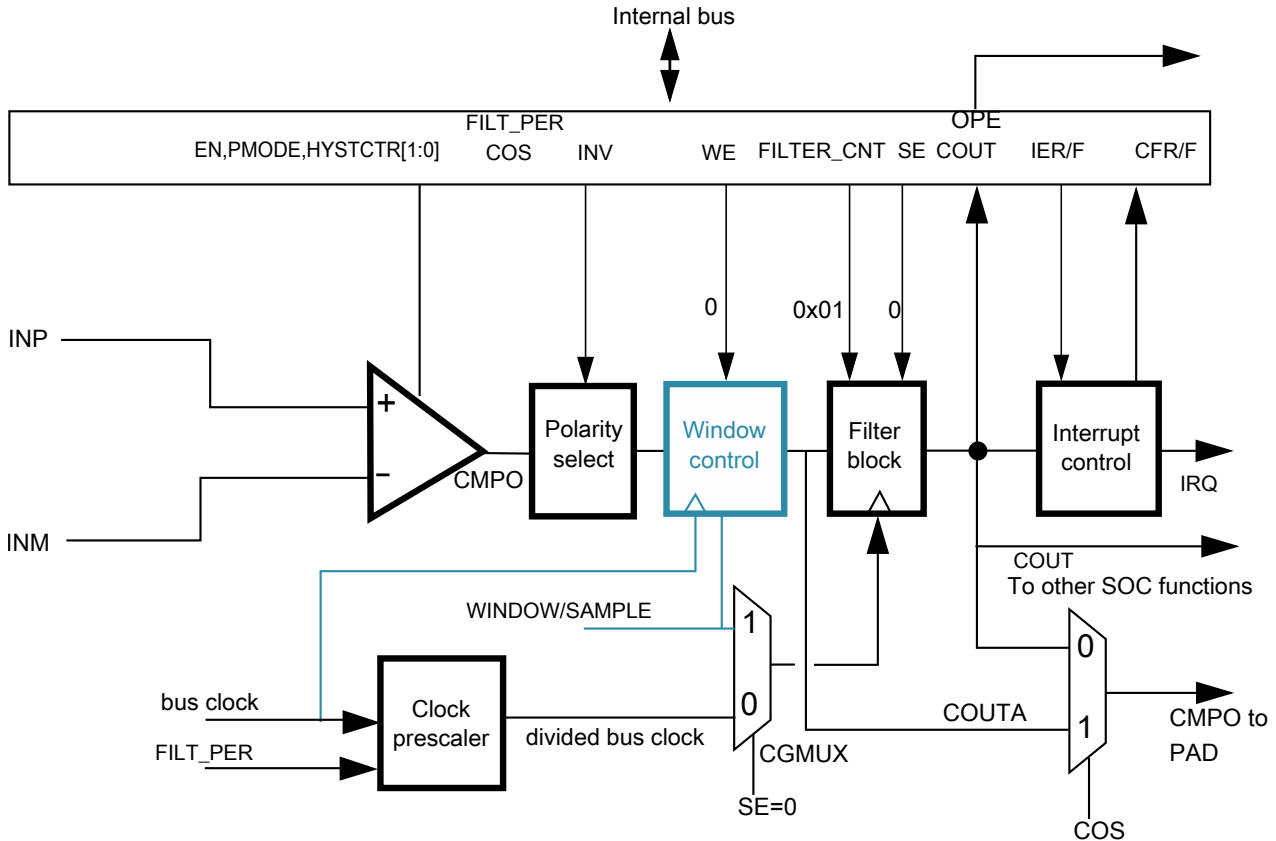 Internal bus
FILT_PER
OPE
EN,PMODE,HYSTCTR[1:0]
COS
INV
WE
FILTER_CNT
SE
COUT
IER/F
CFR/F
0
0x01
0
INP
+
−
INM
CMPO
Polarity
select
Window
control
Filter
block
Interrupt
control
IRQ
COUT
To other SOC functions
WINDOW/SAMPLE
1
0
0
1
bus clock
FILT_PER
Clock
prescaler
divided bus clock
CGMUX
SE=0
COUTA
CMPO to
PAD
COS